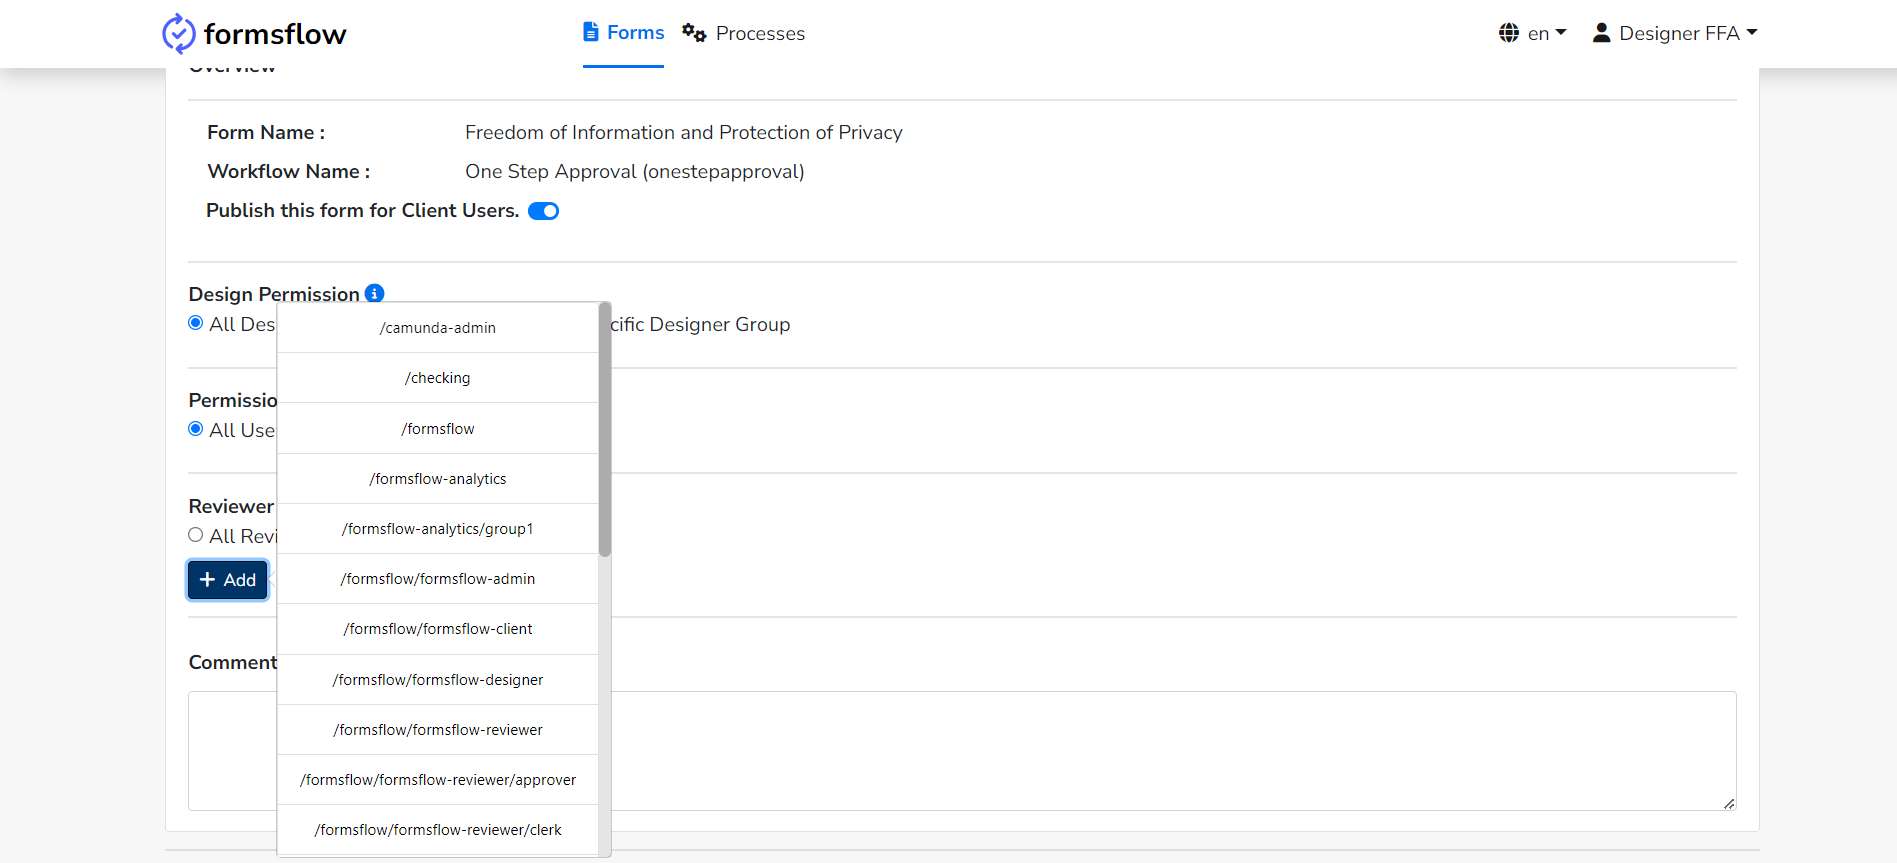 formsflow
Forms
Processes
en
Designer FFA
Overview
Form Name :
Freedom of Information and Protection of Privacy
Workflow Name :
One Step Approval (onestepapproval)
Publish this form for Client Users.
Design Permission
All Des
cific Designer Group
Permissio
All Use
Reviewer
All Revi
+ Add
Comment
/camunda-admin
/checking
/formsflow
/formsflow-analytics
/formsflow-analytics/group1
/formsflow/formsflow-admin
/formsflow/formsflow-client
/formsflow/formsflow-designer
/formsflow/formsflow-reviewer
/formsflow/formsflow-reviewer/approver
/formsflow/formsflow-reviewer/clerk